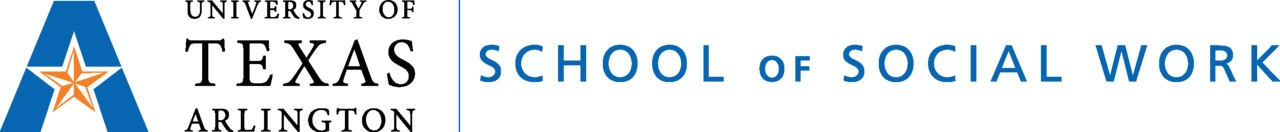 UNIVERSITY OF
TEXAS
ARLINGTON
SCHOOL OF SOCIAL WORK